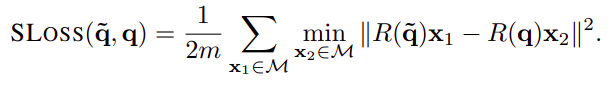 SLOSS(q̃, q) = 1/2m ∑_{x₁∈ℳ} min_{x₂∈ℳ} ‖R(q̃)x₁ − R(q)x₂‖².